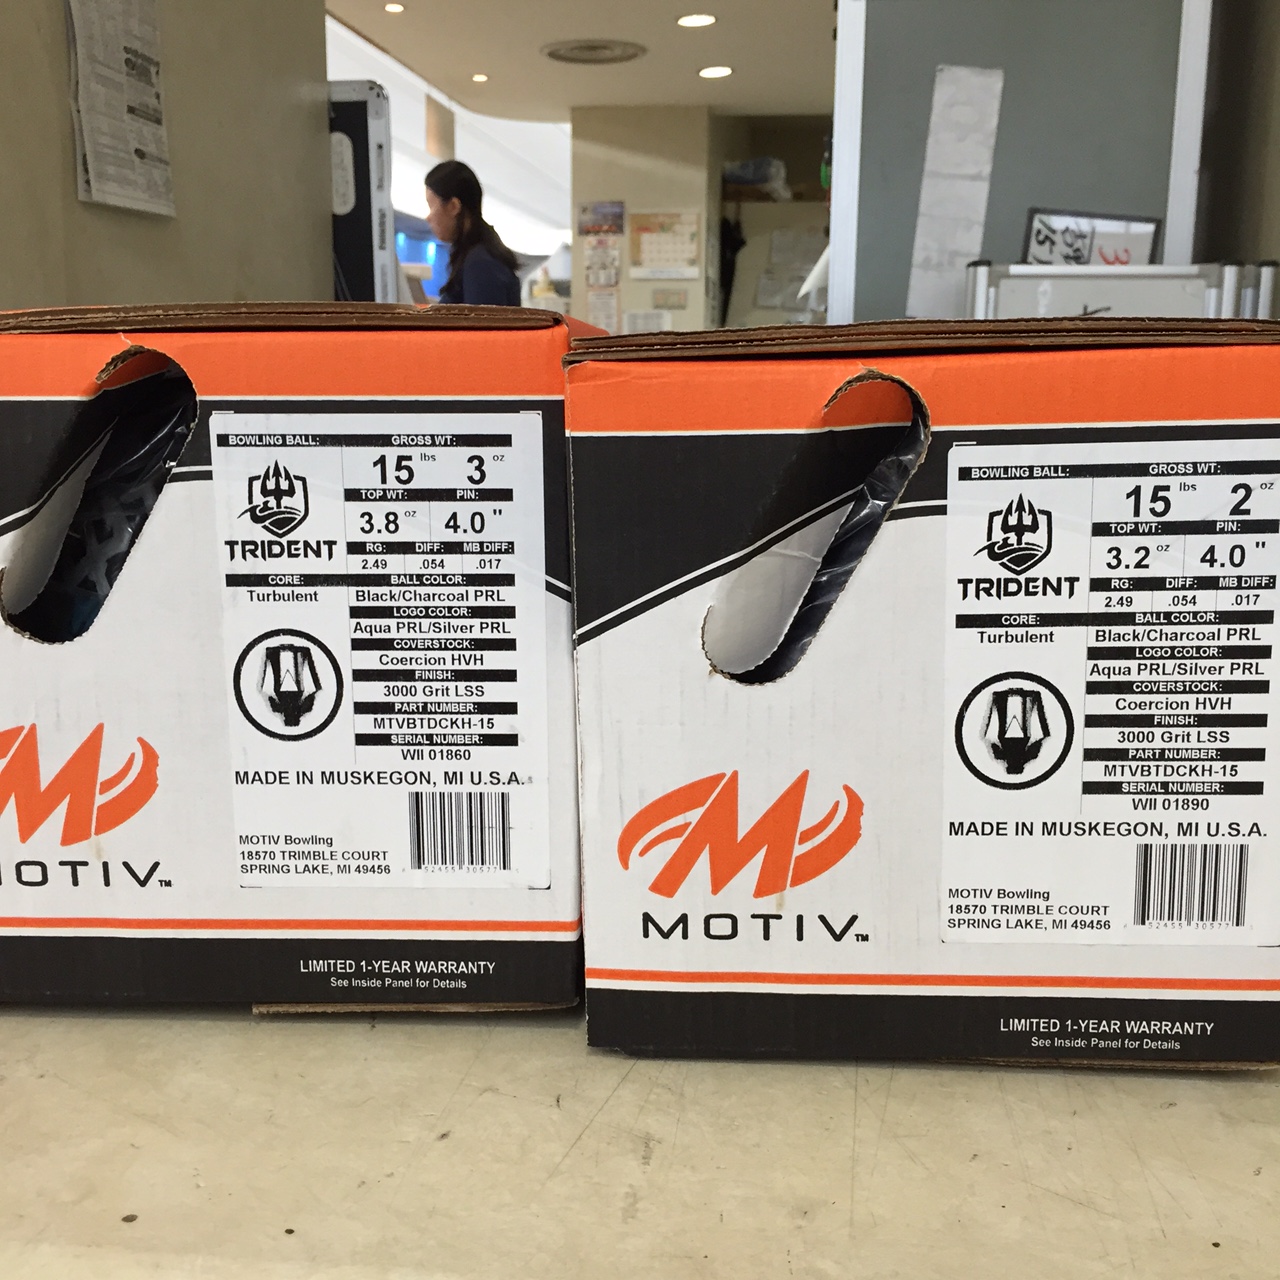 BOWLING BALL: GROSS WT:
15 lbs 3 oz
TOP WT: PIN:
3.8 oz 4.0 "
TRIDENT
RG: DIFF: MB DIFF:
2.49 .054 .017
CORE: BALL COLOR:
Turbulent Black/Charcoal PRL
LOGO COLOR:
Aqua PRL/Silver PRL
COVERSTOCK:
Coercion HVH
FINISH:
3000 Grit LSS
PART NUMBER:
MTVBTDCKH-15
SERIAL NUMBER:
WII 01860
MADE IN MUSKEGON, MI U.S.A.
MOTIV Bowling
18570 TRIMBLE COURT
SPRING LAKE, MI 49456
52455 30577
MOTIV™
LIMITED 1-YEAR WARRANTY
See Inside Panel for Details
BOWLING BALL: GROSS WT:
15 lbs 2 oz
TOP WT: PIN:
3.2 oz 4.0 "
TRIDENT
RG: DIFF: MB DIFF:
2.49 .054 .017
CORE: BALL COLOR:
Turbulent Black/Charcoal PRL
LOGO COLOR:
Aqua PRL/Silver PRL
COVERSTOCK:
Coercion HVH
FINISH:
3000 Grit LSS
PART NUMBER:
MTVBTDCKH-15
SERIAL NUMBER:
WII 01890
MADE IN MUSKEGON, MI U.S.A.
MOTIV Bowling
18570 TRIMBLE COURT
SPRING LAKE, MI 49456
52455 30577
MOTIV™
LIMITED 1-YEAR WARRANTY
See Inside Panel for Details